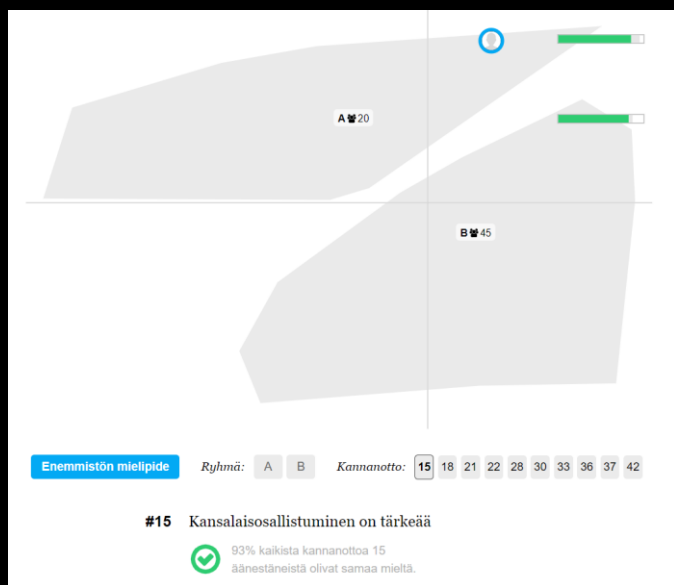 A 20
B 45
Enemmistön mielipide Ryhmä: A B Kannanotto: 15 18 21 22 28 30 33 36 37 42
#15 Kansalaisosallistuminen on tärkeää
93% kaikista kannanottoa 15
äänestäneistä olivat samaa mieltä.